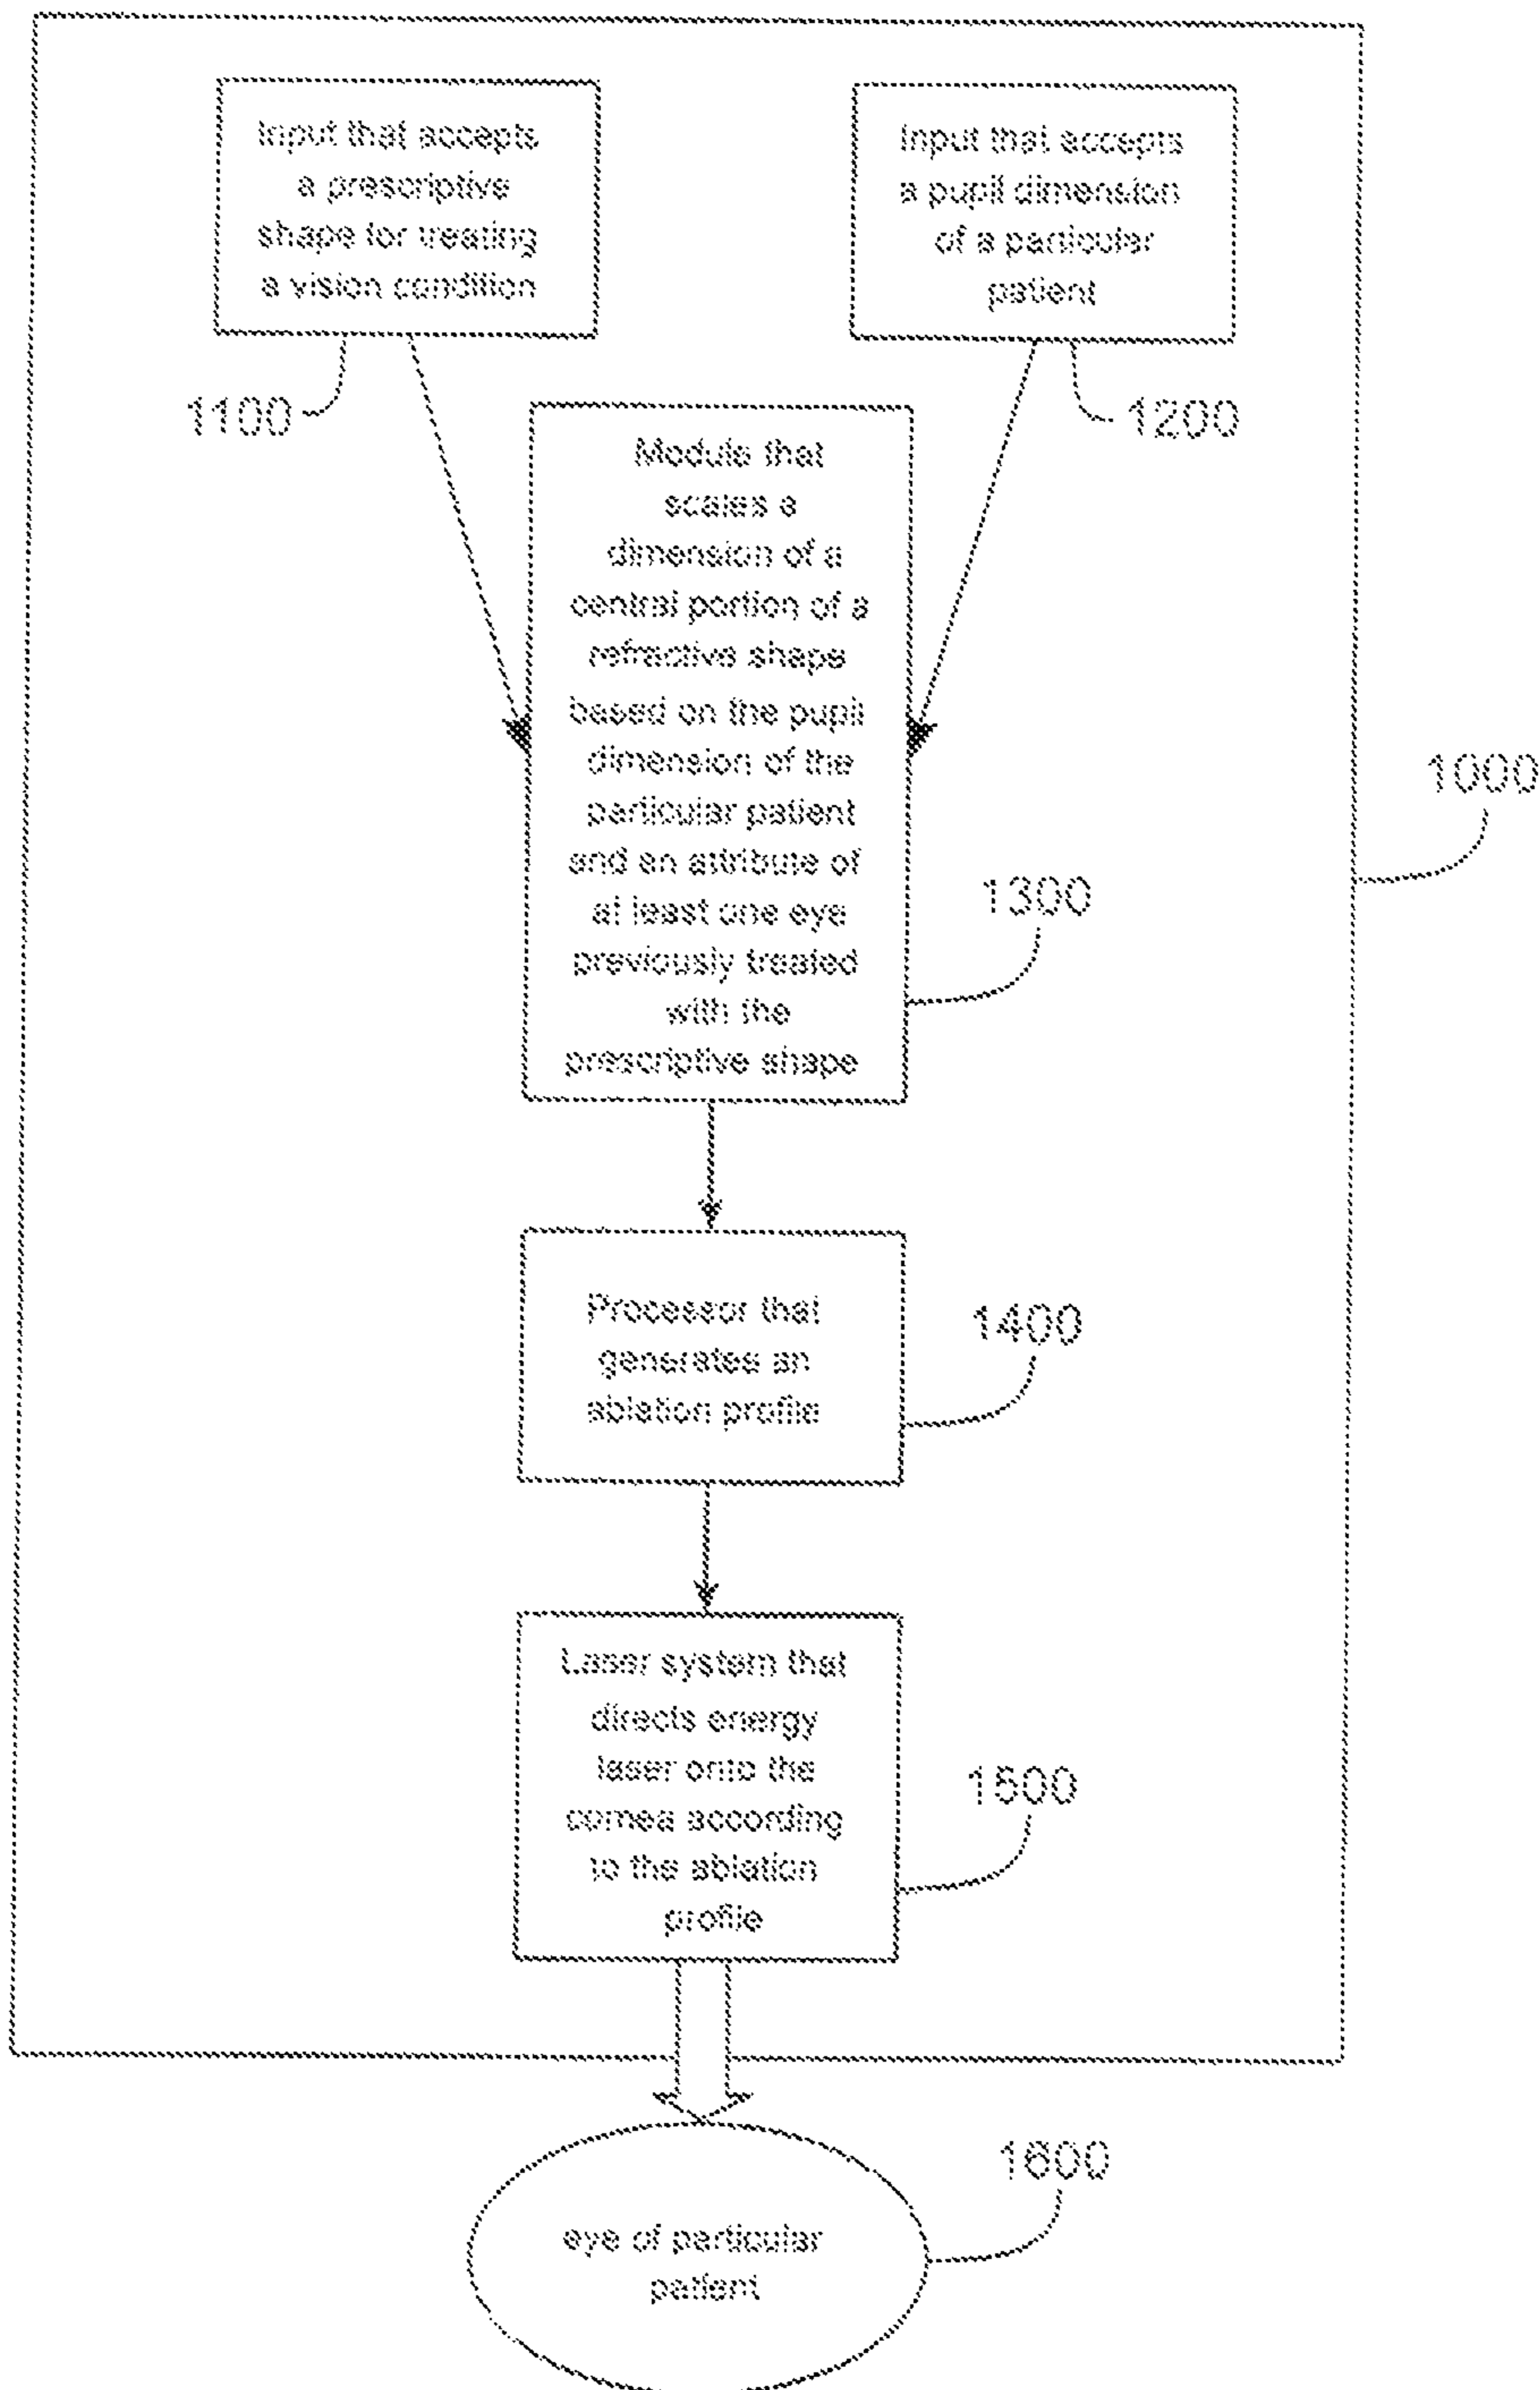 Input that accepts
a prescriptive
shape for treating
a vision condition
1100
Input that accepts
a pupil dimension
of a particular
patient
1200
Module that
scales a
dimension of a
central portion of a
refractive shape
based on the pupil
dimension of the
particular patient
and an attribute of
at least one eye
previously treated
with the
prescriptive shape
1300
1000
Processor that
generates an
ablation profile
1400
Laser system that
directs energy
laser onto the
cornea according
to the ablation
profile
1500
eye of particular
patient
1600